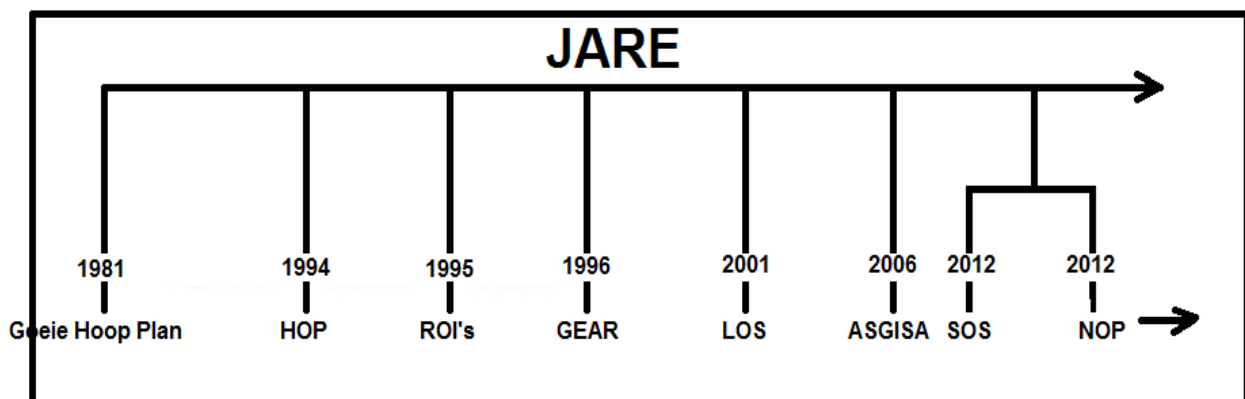 JARE
1981 1994 1995 1996 2001 2006 2012 2012
Goeie Hoop Plan HOP ROI's GEAR LOS ASGISA SOS NOP